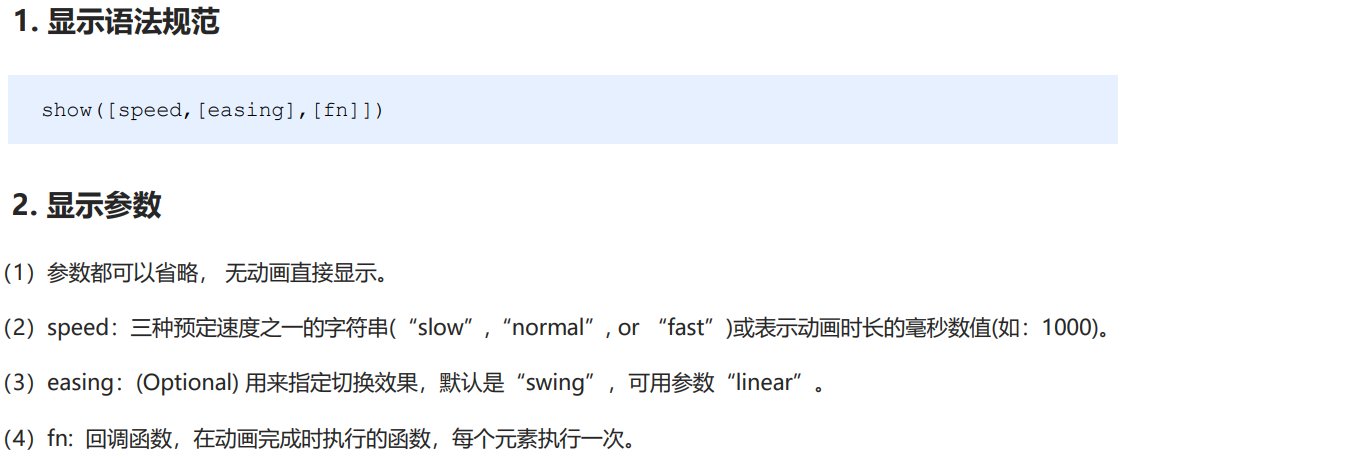 1. 显示语法规范
show([speed,[easing],[fn]])
2. 显示参数
（1）参数都可以省略， 无动画直接显示。
（2）speed：三种预定速度之一的字符串(“slow”,“normal”, or “fast”)或表示动画时长的毫秒数值(如：1000)。
（3）easing：(Optional) 用来指定切换效果，默认是“swing”，可用参数“linear”。
（4）fn: 回调函数，在动画完成时执行的函数，每个元素执行一次。